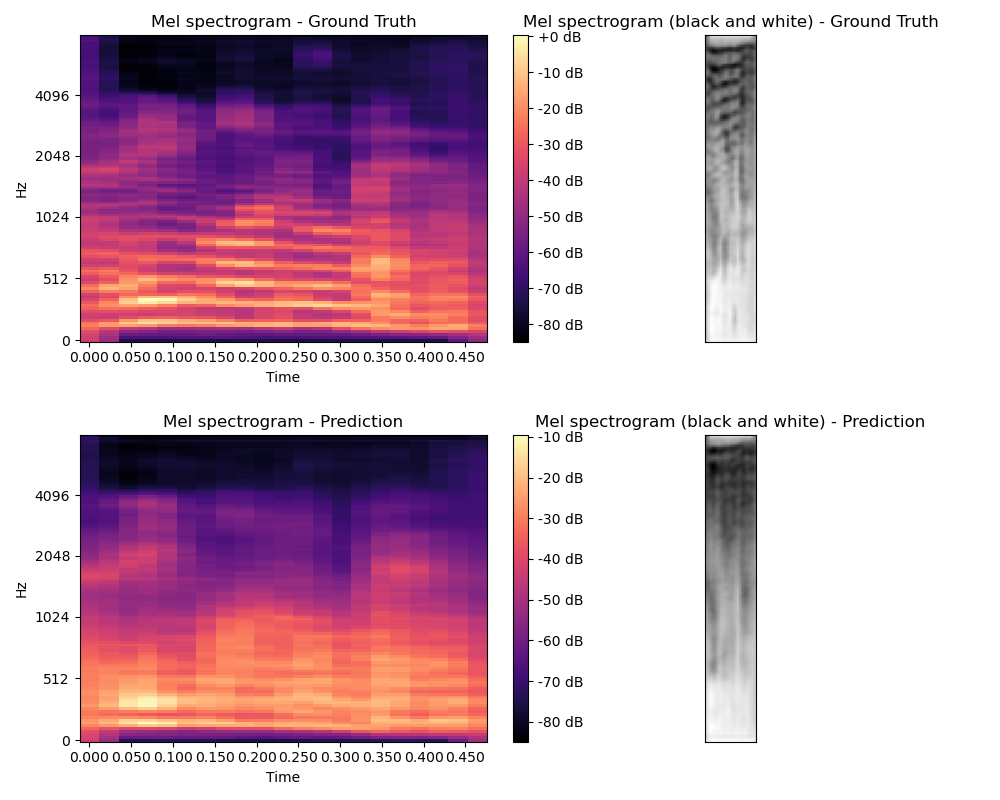 Mel spectrogram - Ground Truth
Mel spectrogram (black and white) - Ground Truth
Hz
4096
2048
1024
512
0
0.000 0.050 0.100 0.150 0.200 0.250 0.300 0.350 0.400 0.450
Time
+0 dB
-10 dB
-20 dB
-30 dB
-40 dB
-50 dB
-60 dB
-70 dB
-80 dB
Mel spectrogram - Prediction
Mel spectrogram (black and white) - Prediction
Hz
4096
2048
1024
512
0
0.000 0.050 0.100 0.150 0.200 0.250 0.300 0.350 0.400 0.450
Time
-10 dB
-20 dB
-30 dB
-40 dB
-50 dB
-60 dB
-70 dB
-80 dB